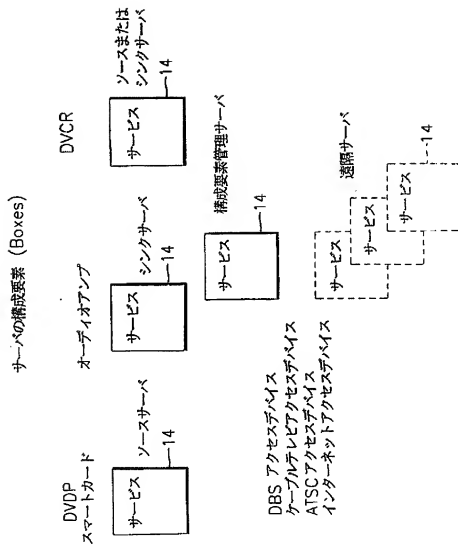 サーバの構成要素 (Boxes)
DVDP
スマートカード
サービス
ソースサーバ
14
オーディオアンプ
サービス
シンクサーバ
14
DVCR
サービス
ソースまたは
シンクサーバ
14
サービス
構成要素管理サーバ
14
DBS アクセスデバイス
ケーブルテレビアクセスデバイス
ATSC アクセスデバイス
インターネットアクセスデバイス
サービス
サービス
サービス
遠隔サーバ
14